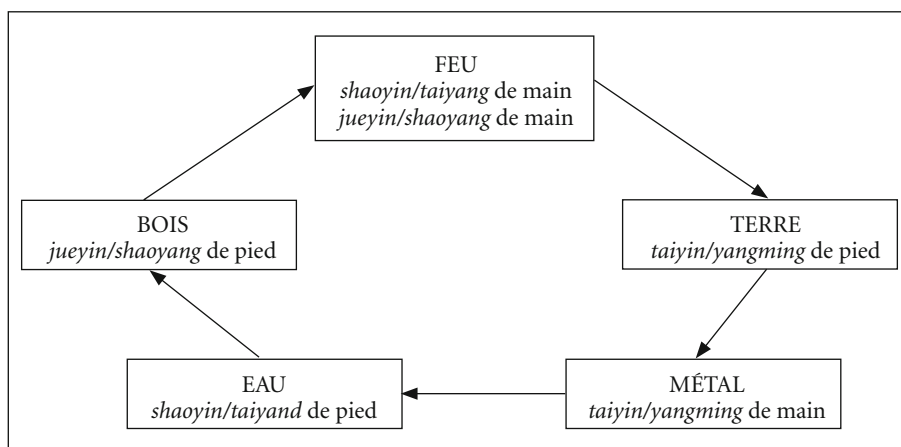 FEU
shaoyin/taiyang de main
jueyin/shaoyang de main
BOIS
jueyin/shaoyang de pied
TERRE
taiyin/yangming de pied
EAU
shaoyin/taiyand de pied
MÉTAL
taiyin/yangming de main